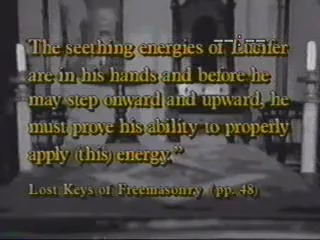 The seething energies of Lucifer
are in his hands and before he
may step onward and upward, he
must prove his ability to properly
apply (this) energy."
Lost Keys of Freemasonry (pp. 48)